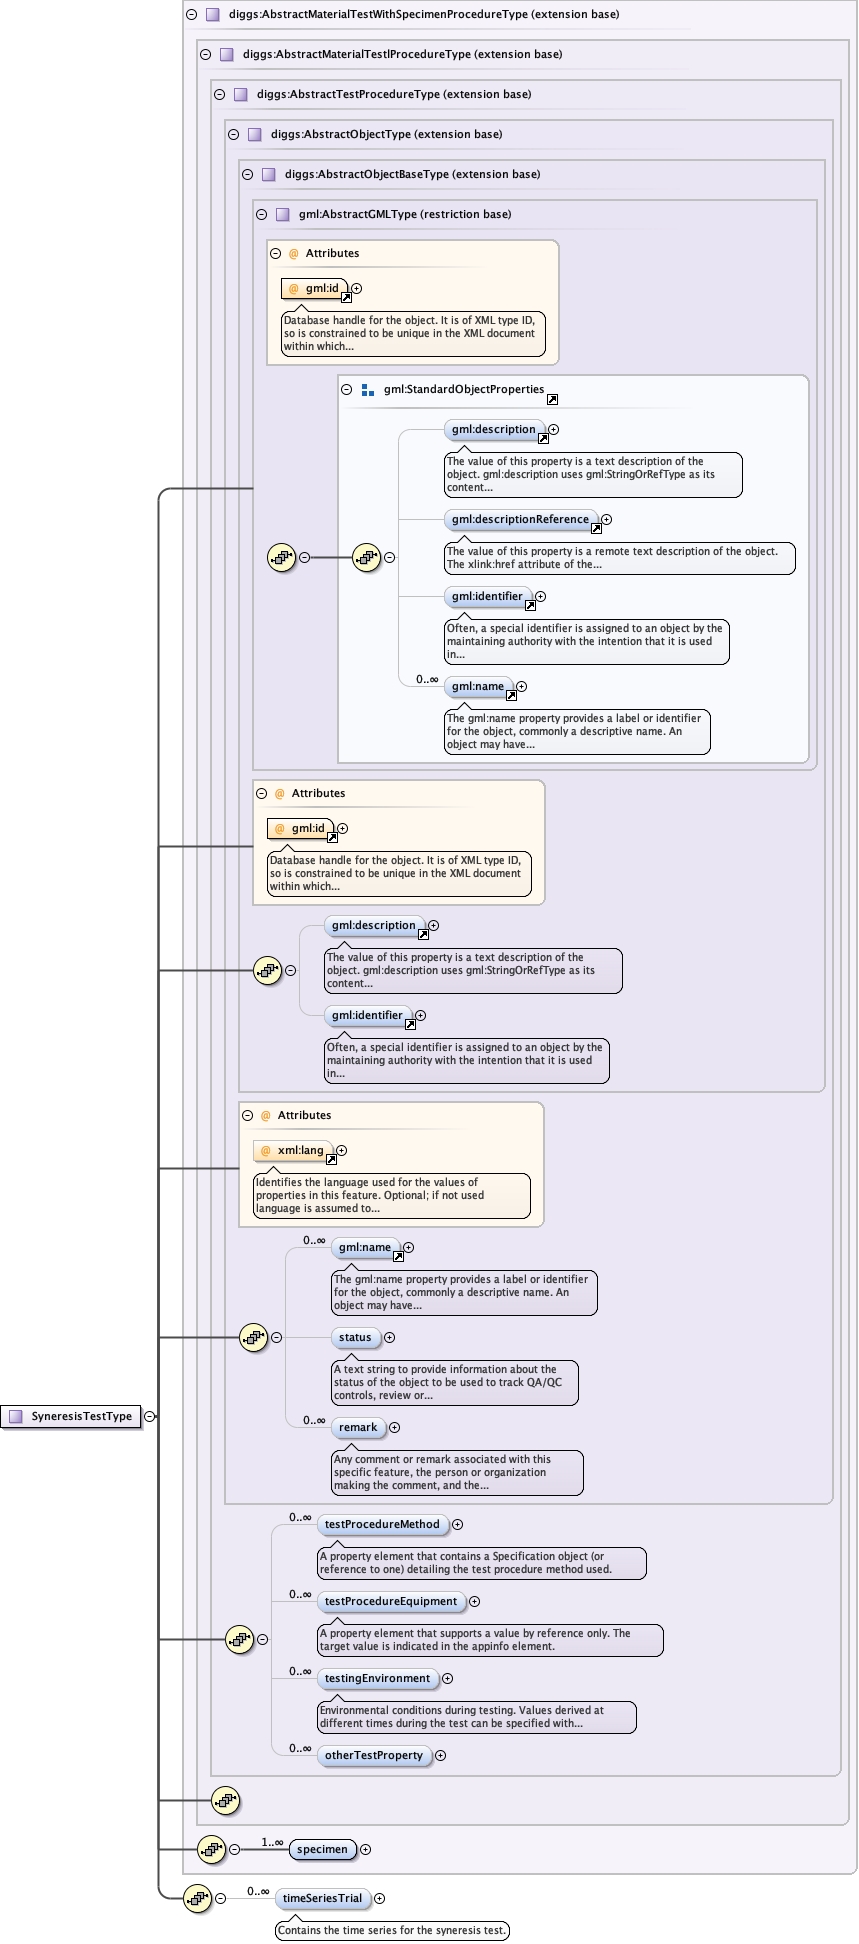 diggs:AbstractMaterialTestWithSpecimenProcedureType (extension base)
diggs:AbstractMaterialTestlProcedureType (extension base)
diggs:AbstractTestProcedureType (extension base)
diggs:AbstractObjectType (extension base)
diggs:AbstractObjectBaseType (extension base)
gml:AbstractGMLType (restriction base)
@ Attributes
@ gml:id
Database handle for the object. It is of XML type ID,
so is constrained to be unique in the XML document
within which...
gml:StandardObjectProperties
gml:description
The value of this property is a text description of the
object. gml:description uses gml:StringOrRefType as its
content...
gml:descriptionReference
The value of this property is a remote text description of the object.
The xlink:href attribute of the...
gml:identifier
Often, a special identifier is assigned to an object by the
maintaining authority with the intention that it is used
in...
0..∞ gml:name
The gml:name property provides a label or identifier
for the object, commonly a descriptive name. An
object may have...
@ Attributes
@ gml:id
Database handle for the object. It is of XML type ID,
so is constrained to be unique in the XML document
within which...
gml:description
The value of this property is a text description of the
object. gml:description uses gml:StringOrRefType as its
content...
gml:identifier
Often, a special identifier is assigned to an object by the
maintaining authority with the intention that it is used
in...
@ Attributes
@ xml:lang
Identifies the language used for the values of
properties in this feature. Optional; if not used
language is assumed to...
0..∞ gml:name
The gml:name property provides a label or identifier
for the object, commonly a descriptive name. An
object may have...
status
A text string to provide information about the
status of the object to be used to track QA/QC
controls, review or...
SyneresisTestType
0..∞ remark
Any comment or remark associated with this
specific feature, the person or organization
making the comment, and the...
0..∞ testProcedureMethod
A property element that contains a Specification object (or
reference to one) detailing the test procedure method used.
0..∞ testProcedureEquipment
A property element that supports a value by reference only. The
target value is indicated in the appinfo element.
0..∞ testingEnvironment
Environmental conditions during testing. Values derived at
different times during the test can be specified with...
0..∞ otherTestProperty
1..∞ specimen
0..∞ timeSeriesTrial
Contains the time series for the syneresis test.